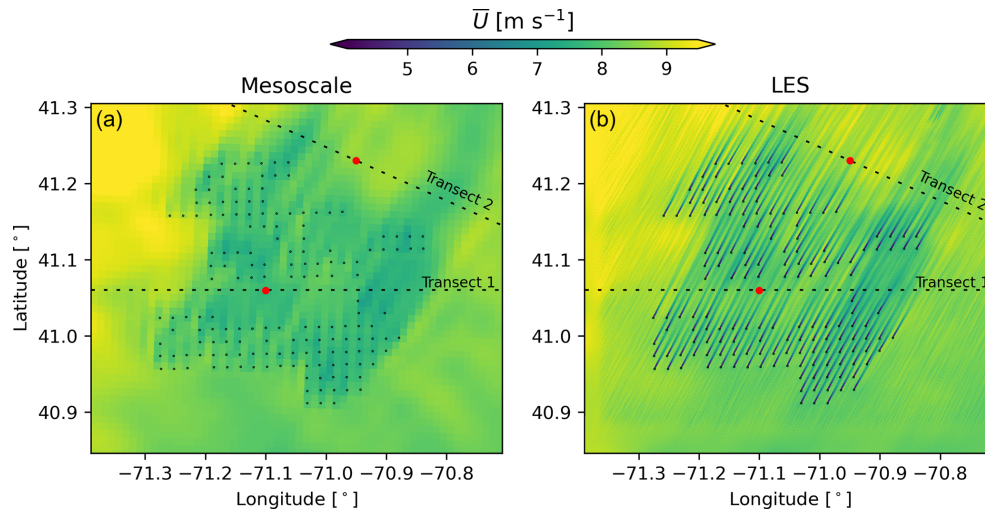 U̅ [m s⁻¹]
5 6 7 8 9
Mesoscale
LES
(a)
(b)
41.3
41.2
41.1
41.0
40.9
Latitude [°]
Transect 2
Transect 1
−71.3 −71.2 −71.1 −71.0 −70.9 −70.8
Longitude [°]
41.3
41.2
41.1
41.0
40.9
Transect 2
Transect 1
−71.3 −71.2 −71.1 −71.0 −70.9 −70.8
Longitude [°]